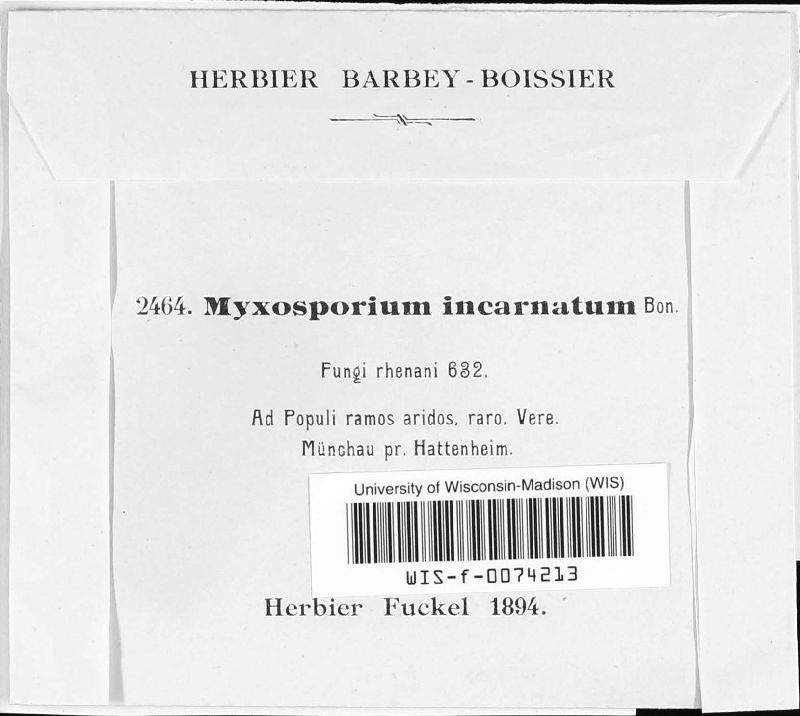 HERBIER BARBEY-BOISSIER
2464. Myxosporium incarnatum Bon.
Fungi rhenani 632.
Ad Populi ramos aridos, raro. Vere.
Münchau pr. Hattenheim.
University of Wisconsin-Madison (WIS)
WIS-f-0074213
Herbier Fuckel 1894.